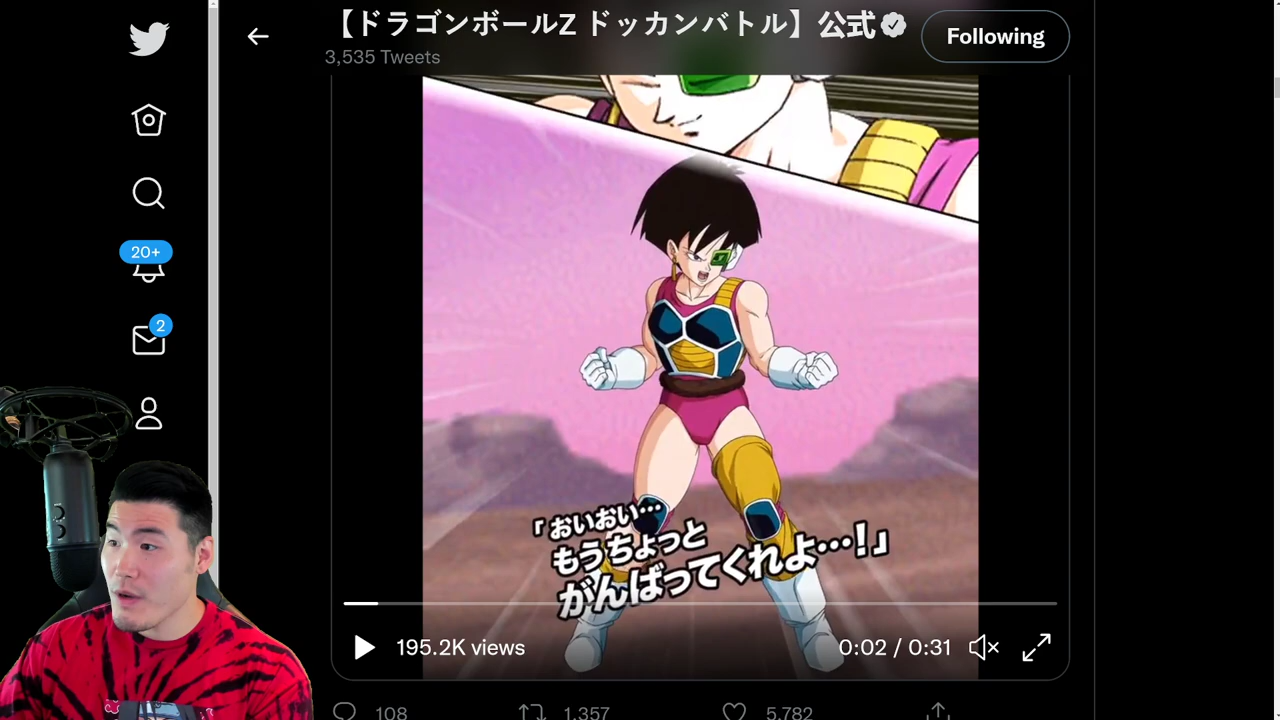 【ドラゴンボールZ ドッカンバトル】公式
3,535 Tweets
Following
20+
2
「おいおい…
もうちょっと
がんばってくれよ…!」
195.2K views
0:02 / 0:31
108
1,357
5,782